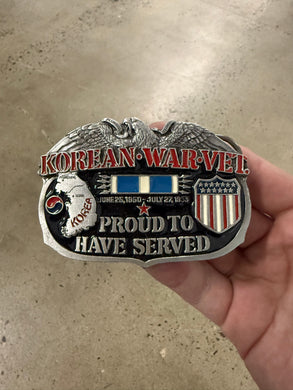 KOREAN·WAR·VET.
JUNE 25, 1950 - JULY 27, 1953
KOREA
PROUD TO
HAVE SERVED